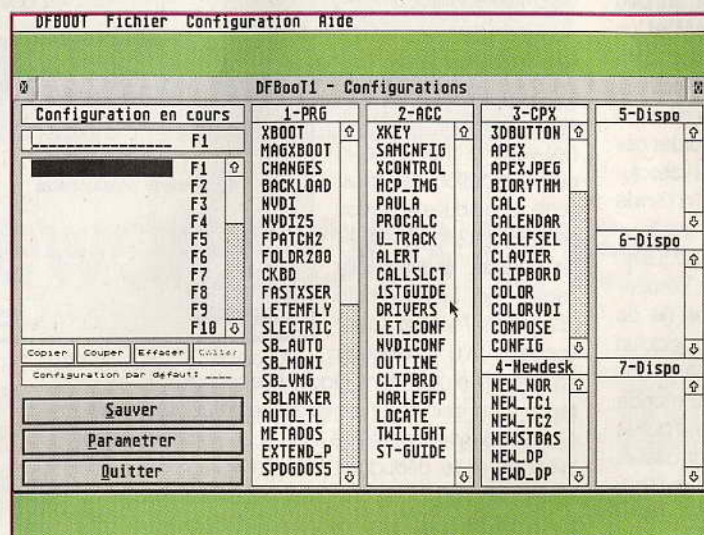 DFBOOT Fichier Configuration Aide
DFBooT1 - Configurations
Configuration en cours
________________ F1
F1
F2
F3
F4
F5
F6
F7
F8
F9
F10
Copier Couper Effacer Coller
Configuration par défaut: ____
Sauver
Parametrer
Quitter
1-PRG
XBOOT
MAGXBOOT
CHANGES
BACKLOAD
NVDI
NVDI25
FPATCH2
FOLDR200
CKBD
FASTXSER
LETEMFLY
SLECTRIC
SB_AUTO
SB_MONI
SB_VMG
SBLANKER
AUTO_TL
METADOS
EXTEND_P
SPDGDOS5
2-ACC
XKEY
SAMCNFIG
XCONTROL
HCP_IMG
PAULA
PROCALC
U_TRACK
ALERT
CALLSLCT
1STGUIDE
DRIVERS
LET_CONF
NVDICONF
OUTLINE
CLIPBRD
HARLEGFP
LOCATE
TWILIGHT
ST-GUIDE
3-CPX
3DBUTTON
APEX
APEXJPEG
BIORYTHM
CALC
CALENDAR
CALLFSEL
CLAVIER
CLIPBORD
COLOR
COLORVDI
COMPOSE
CONFIG
4-Newdesk
NEW_NOR
NEW_TC1
NEW_TC2
NEWSTBAS
NEW_DP
NEWD_DP
5-Dispo
6-Dispo
7-Dispo